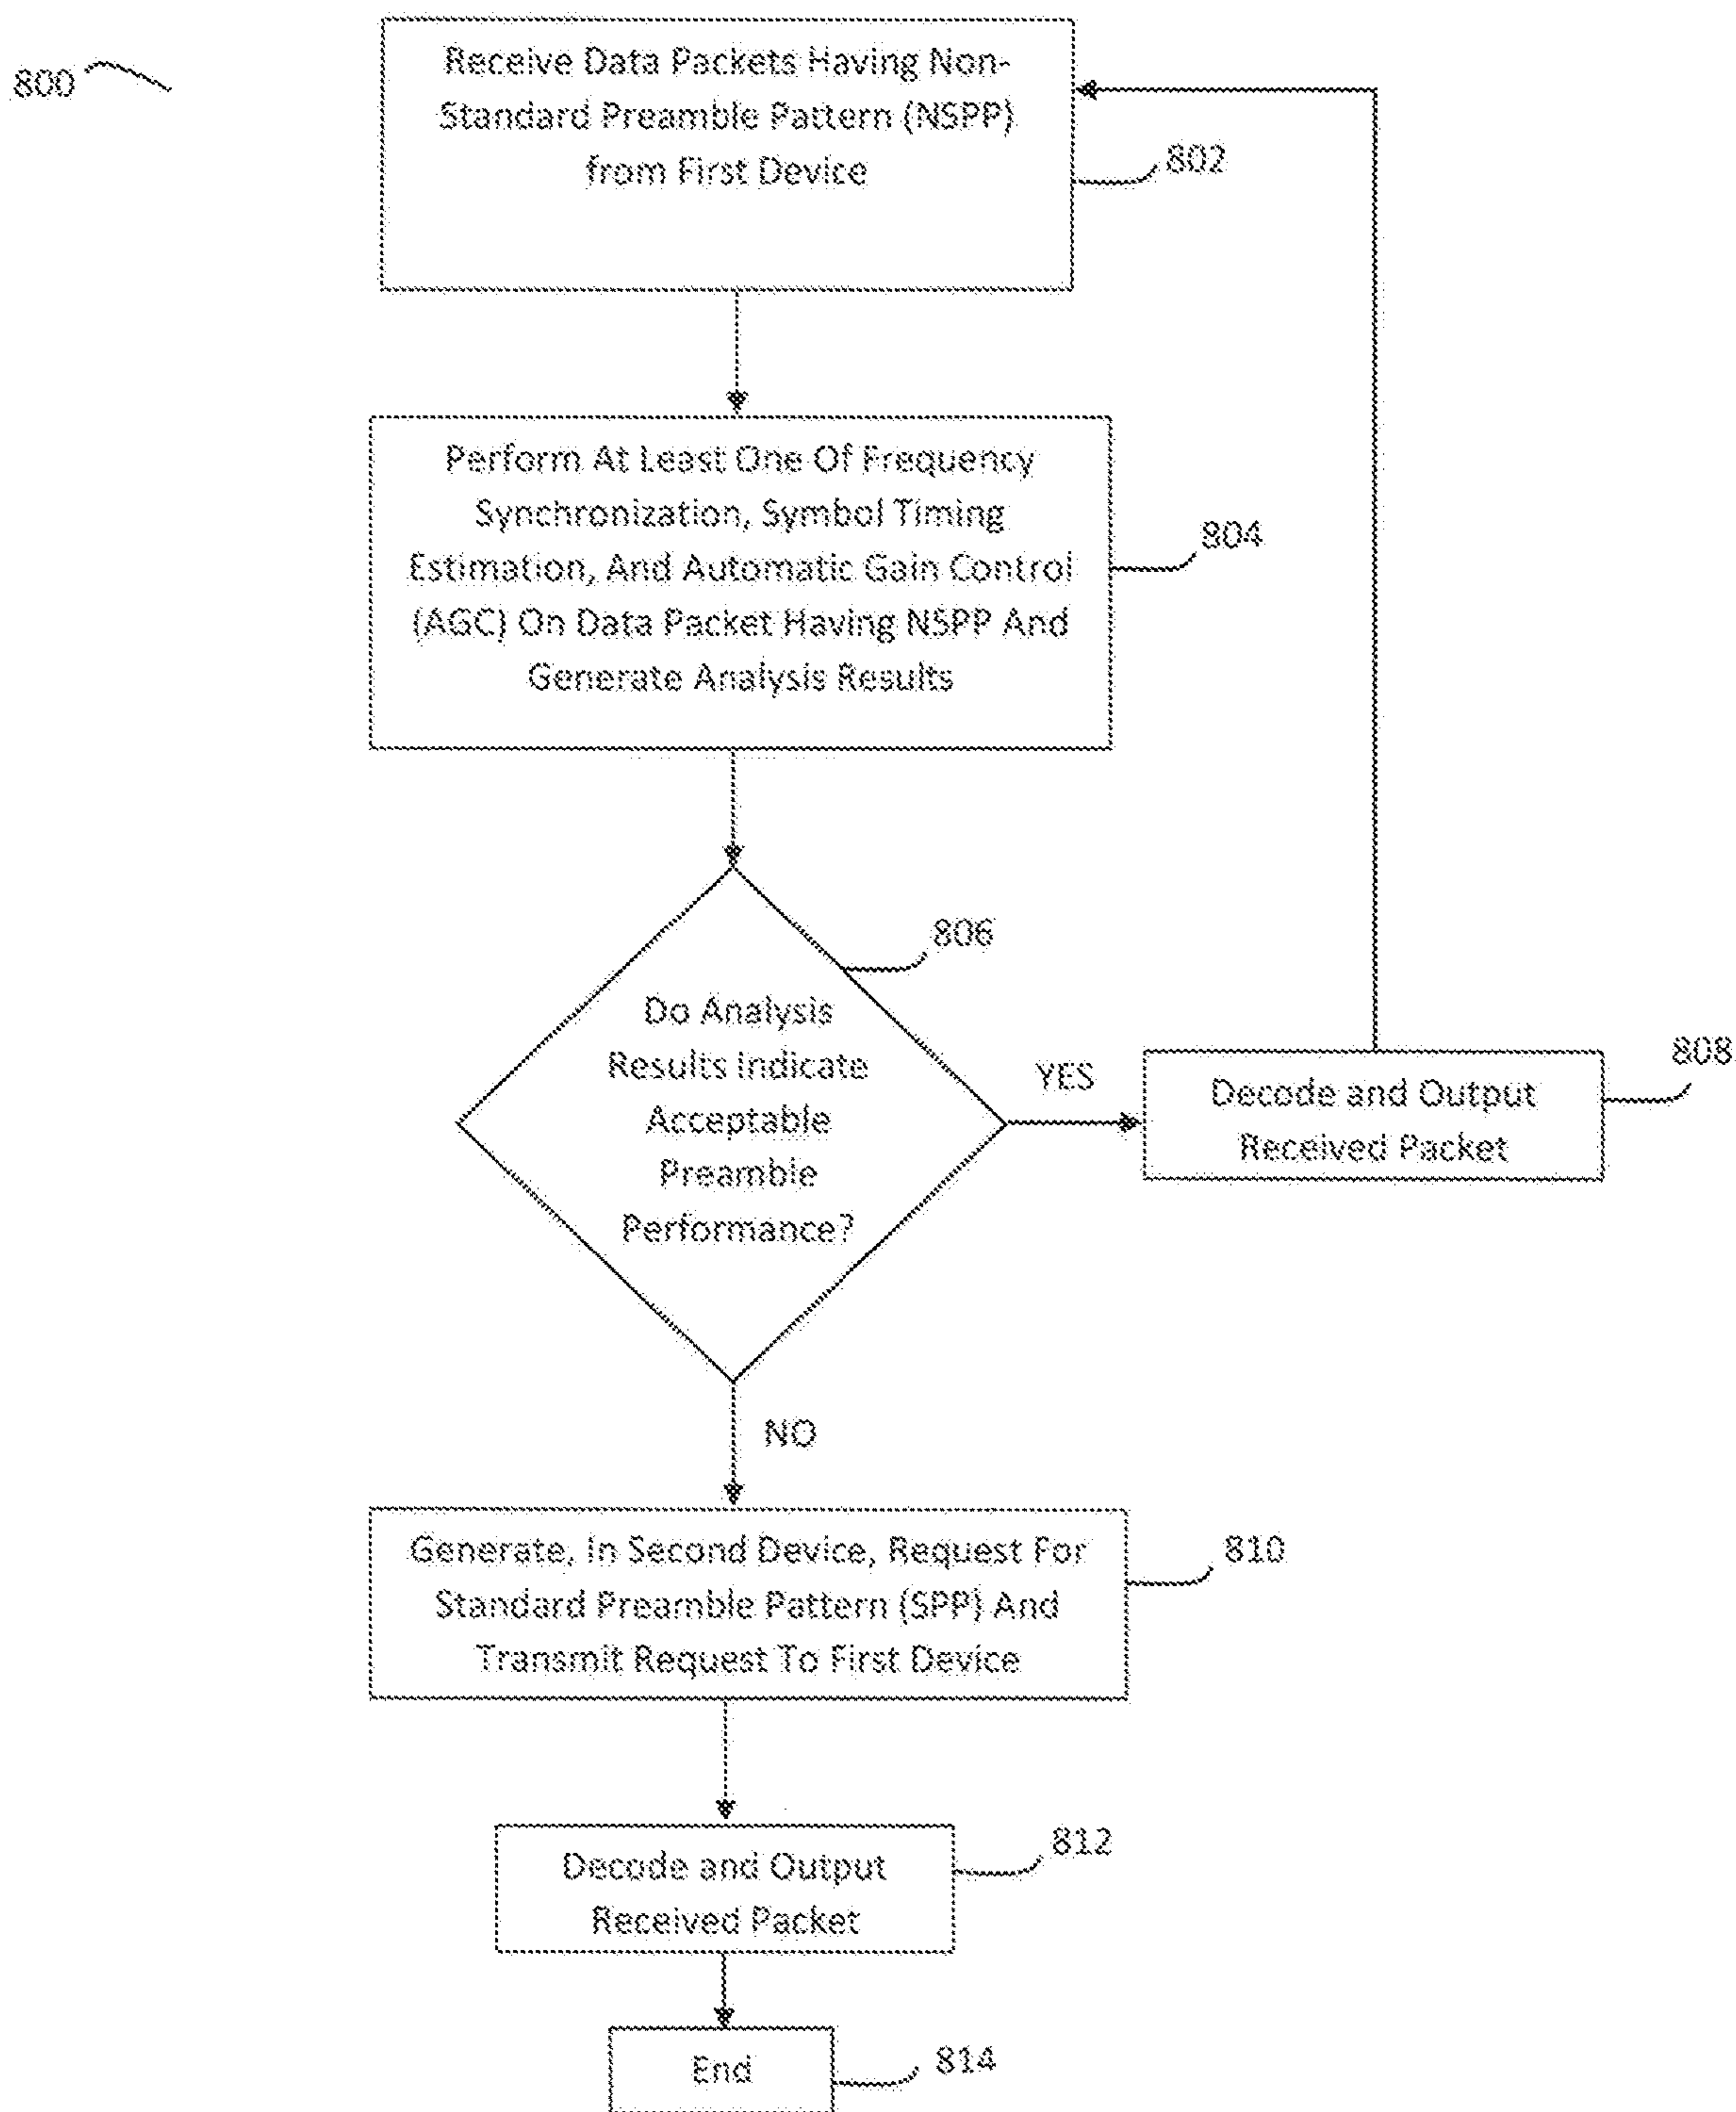 800
Receive Data Packets Having Non-
Standard Preamble Pattern (NSPP)
from First Device
802
Perform At Least One Of Frequency
Synchronization, Symbol Timing
Estimation, And Automatic Gain Control
(AGC) On Data Packet Having NSPP And
Generate Analysis Results
804
806
Do Analysis
Results Indicate
Acceptable
Preamble
Performance?
YES
808
Decode and Output
Received Packet
NO
Generate, In Second Device, Request For
Standard Preamble Pattern (SPP) And
Transmit Request To First Device
810
Decode and Output
Received Packet
812
End
814